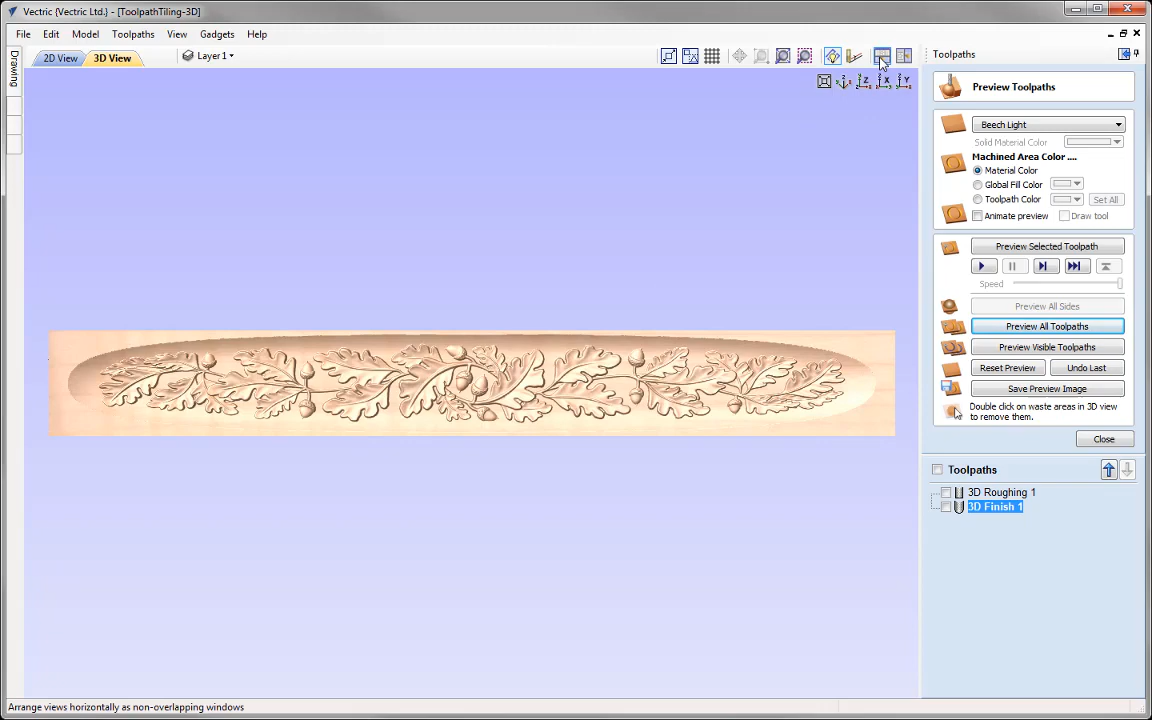 Vectric {Vectric Ltd.} - [ToolpathTiling-3D]
File Edit Model Toolpaths View Gadgets Help
2D View 3D View Layer 1
Drawing
Z X Y
Toolpaths
Preview Toolpaths
Beech Light
Solid Material Color
Machined Area Color ....
Material Color
Global Fill Color
Toolpath Color Set All
Animate preview Draw tool
Preview Selected Toolpath
Speed
Preview All Sides
Preview All Toolpaths
Preview Visible Toolpaths
Reset Preview Undo Last
Save Preview Image
Double click on waste areas in 3D view
to remove them.
Close
Toolpaths
3D Roughing 1
3D Finish 1
Arrange views horizontally as non-overlapping windows